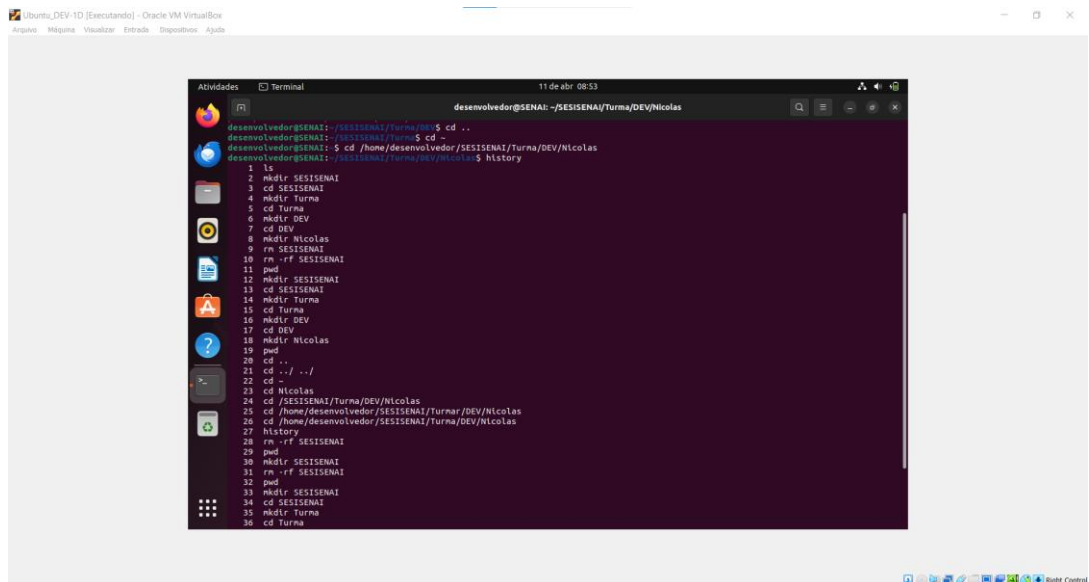 Ubuntu_DEV-1D [Executando] - Oracle VM VirtualBox
Arquivo Máquina Visualizar Entrada Dispositivos Ajuda
Atividades Terminal 11 de abr 08:53
desenvolvedor@SENAI: ~/SESISENAI/Turma/DEV/Nicolas
desenvolvedor@SENAI:~/SESISENAI/Turma/DEV$ cd ..
desenvolvedor@SENAI:~/SESISENAI/Turma$ cd ~
desenvolvedor@SENAI:~$ cd /home/desenvolvedor/SESISENAI/Turma/DEV/Nicolas
desenvolvedor@SENAI:~/SESISENAI/Turma/DEV/Nicolas$ history
1 ls
2 mkdir SESISENAI
3 cd SESISENAI
4 mkdir Turma
5 cd Turma
6 mkdir DEV
7 cd DEV
8 mkdir Nicolas
9 rm SESISENAI
10 rm -rf SESISENAI
11 pwd
12 mkdir SESISENAI
13 cd SESISENAI
14 mkdir Turma
15 cd Turma
16 mkdir DEV
17 cd DEV
18 mkdir Nicolas
19 pwd
20 cd ..
21 cd ../ ../
22 cd ~
23 cd Nicolas
24 cd /SESISENAI/Turma/DEV/Nicolas
25 cd /home/desenvolvedor/SESISENAI/Turmar/DEV/Nicolas
26 cd /home/desenvolvedor/SESISENAI/Turma/DEV/Nicolas
27 history
28 rm -rf SESISENAI
29 pwd
30 mkdir SESISENAI
31 rm -rf SESISENAI
32 pwd
33 mkdir SESISENAI
34 cd SESISENAI
35 mkdir Turma
36 cd Turma
Right Control